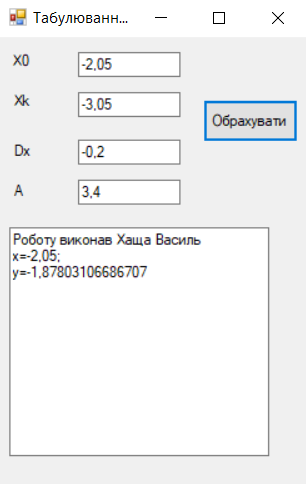 Табулюванн...
X0
-2,05
Xk
-3,05
Обрахувати
Dx
-0,2
A
3,4
Роботу виконав Хаща Василь
x=-2,05;
y=-1,87803106686707